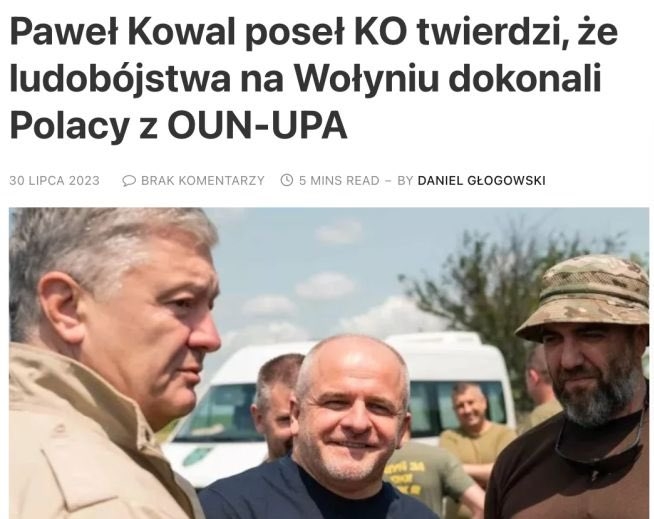 Paweł Kowal poseł KO twierdzi, że
ludobójstwa na Wołyniu dokonali
Polacy z OUN-UPA
30 LIPCA 2023 BRAK KOMENTARZY 5 MINS READ – BY DANIEL GŁOGOWSKI